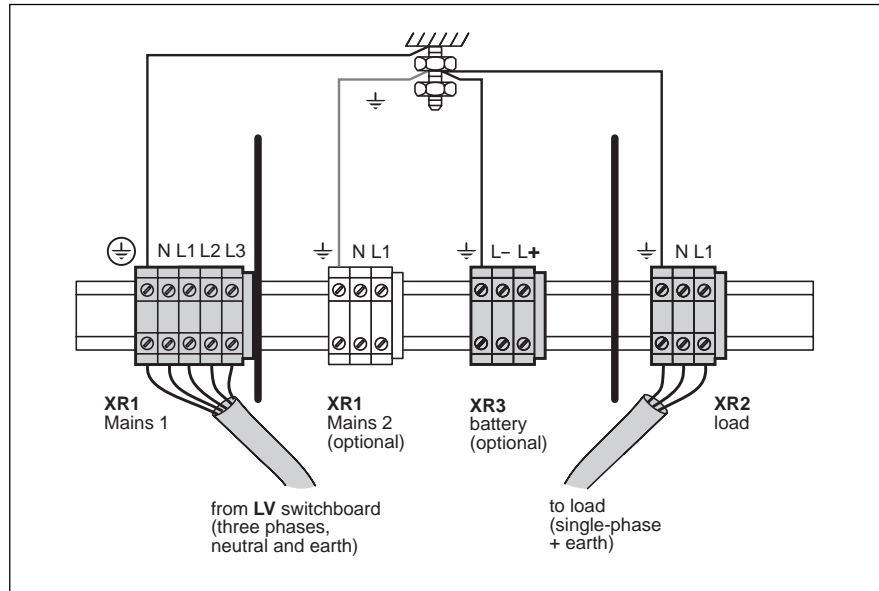 N L1 L2 L3
N L1
L– L+
N L1
XR1
Mains 1
XR1
Mains 2
(optional)
XR3
battery
(optional)
XR2
load
from LV switchboard
(three phases,
neutral and earth)
to load
(single-phase
+ earth)